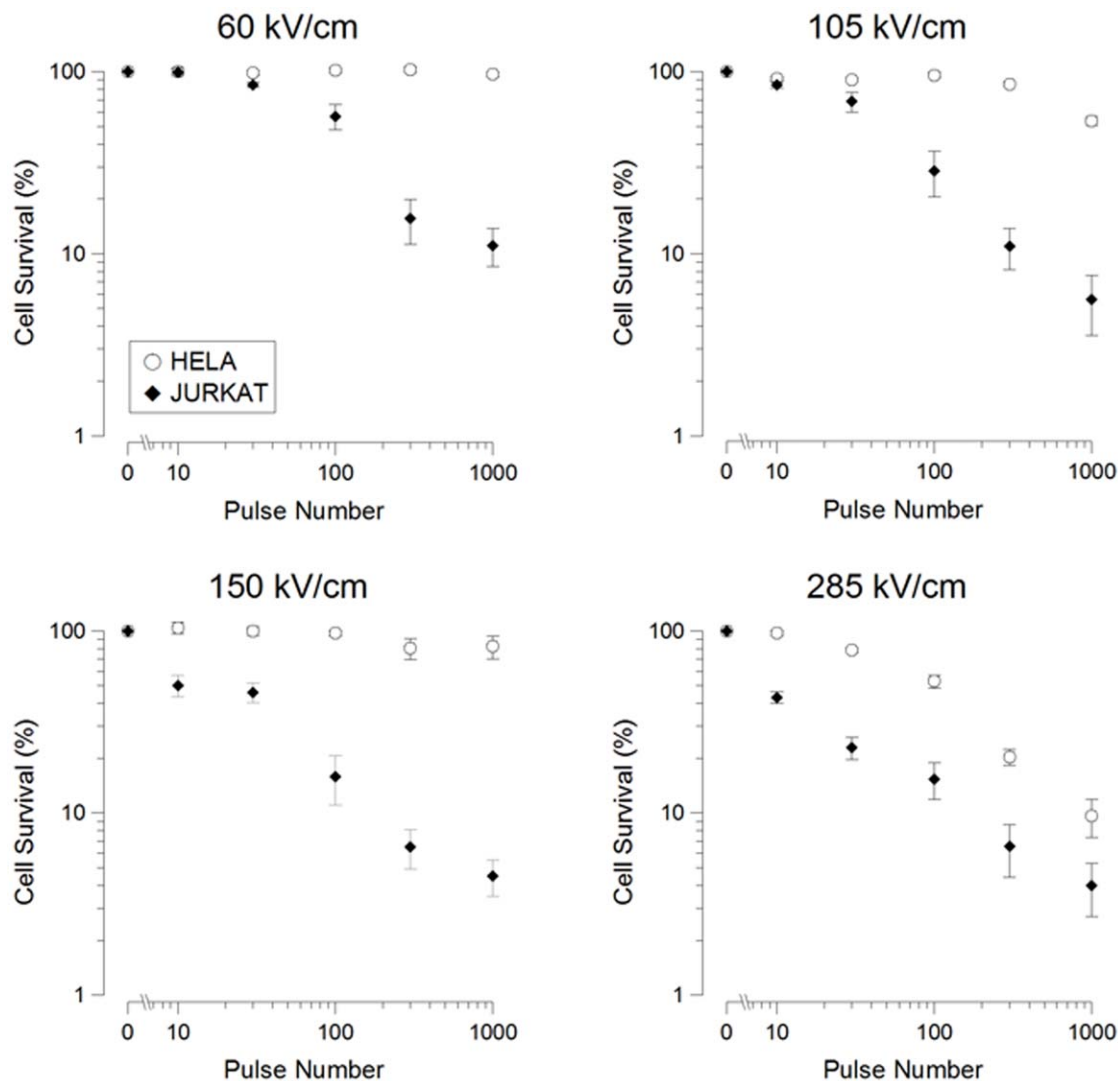 60 kV/cm
105 kV/cm
100
10
1
Cell Survival (%)
HELA
JURKAT
0 10 100 1000
Pulse Number
100
10
1
Cell Survival (%)
0 10 100 1000
Pulse Number
150 kV/cm
285 kV/cm
100
10
1
Cell Survival (%)
0 10 100 1000
Pulse Number
100
10
1
Cell Survival (%)
0 10 100 1000
Pulse Number